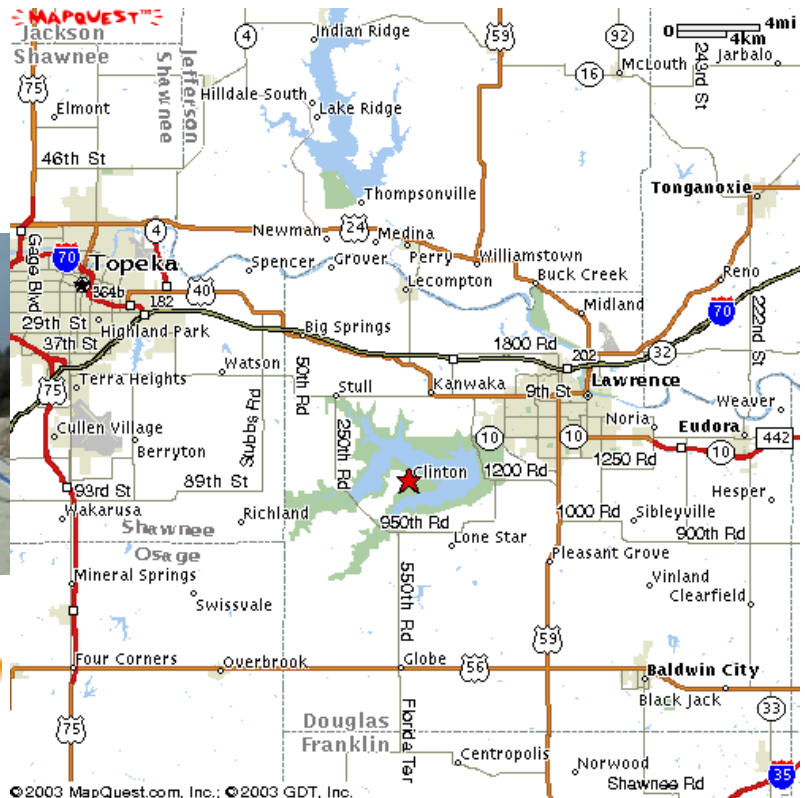 MAPQUEST™
0 4mi
4km
Jackson
Shawnee
Shawnee
Jefferson
4
Indian Ridge
59
92
McLouth
Jarbalo
243rd St
16
75
Elmont
Hilldale South
Lake Ridge
46th St
Thompsonville
Tonganoxie
4
Newman
24
Medina
Gage Blvd
70
Topeka
Spencer
Grover
Perry
Williamstown
Lecompton
Buck Creek
Reno
364b
182
40
Midland
70
222nd St
29th St
Highland Park
Big Springs
1800 Rd
37th St
202
32
Watson
50th Rd
75
Terra Heights
Stull
Kanwaka
9th St
Lawrence
Weaver
Stubbs Rd
250th Rd
Noria
Eudora
442
Cullen Village
10
10
10
Berryton
Clinton
1200 Rd
1250 Rd
89th St
93rd St
Hesper
Wakarusa
Richland
950th Rd
1000 Rd
Sibleyville
Shawnee
Osage
Lone Star
900th Rd
Pleasant Grove
Mineral Springs
550th Rd
Vinland
Clearfield
Swissvale
59
Four Corners
Overbrook
Globe
56
Baldwin City
Black Jack
33
75
Douglas
Franklin
Florida Ter
Centropolis
Norwood
35
Shawnee Rd
©2003 MapQuest.com, Inc.; ©2003 GDT, Inc.